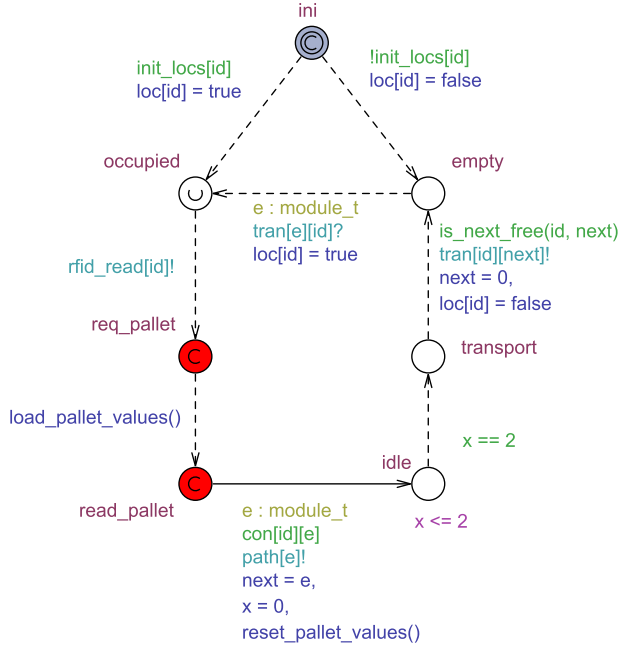 ini
init_locs[id]
loc[id] = true
!init_locs[id]
loc[id] = false
occupied
empty
e : module_t
tran[e][id]?
loc[id] = true
is_next_free(id, next)
tran[id][next]!
next = 0,
loc[id] = false
rfid_read[id]!
req_pallet
transport
load_pallet_values()
x == 2
idle
read_pallet
x <= 2
e : module_t
con[id][e]
path[e]!
next = e,
x = 0,
reset_pallet_values()